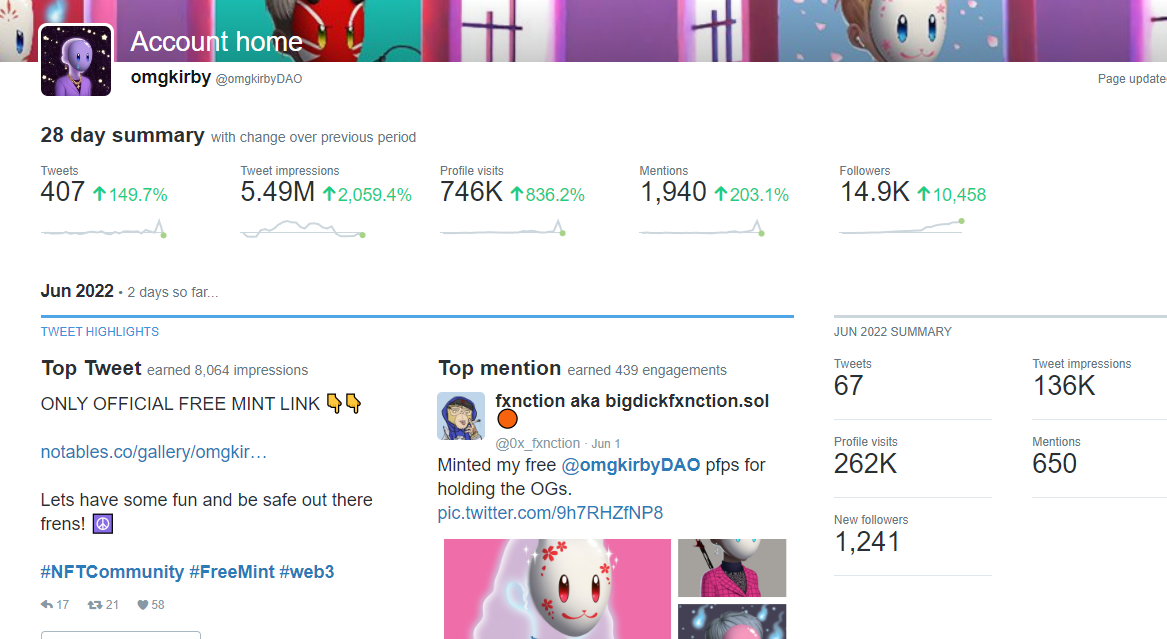 Account home
omgkirby @omgkirbyDAO
Page update
28 day summary with change over previous period
Tweets
407 149.7%
Tweet impressions
5.49M 2,059.4%
Profile visits
746K 836.2%
Mentions
1,940 203.1%
Followers
14.9K 10,458
Jun 2022 • 2 days so far...
TWEET HIGHLIGHTS
Top Tweet earned 8,064 impressions
ONLY OFFICIAL FREE MINT LINK 👇👇
notables.co/gallery/omgkir…
Lets have some fun and be safe out there
frens! ☮
#NFTCommunity #FreeMint #web3
17 21 58
Top mention earned 439 engagements
fxnction aka bigdickfxnction.sol
🟠
@0x_fxnction · Jun 1
Minted my free @omgkirbyDAO pfps for
holding the OGs.
pic.twitter.com/9h7RHZfNP8
JUN 2022 SUMMARY
Tweets
67
Tweet impressions
136K
Profile visits
262K
Mentions
650
New followers
1,241